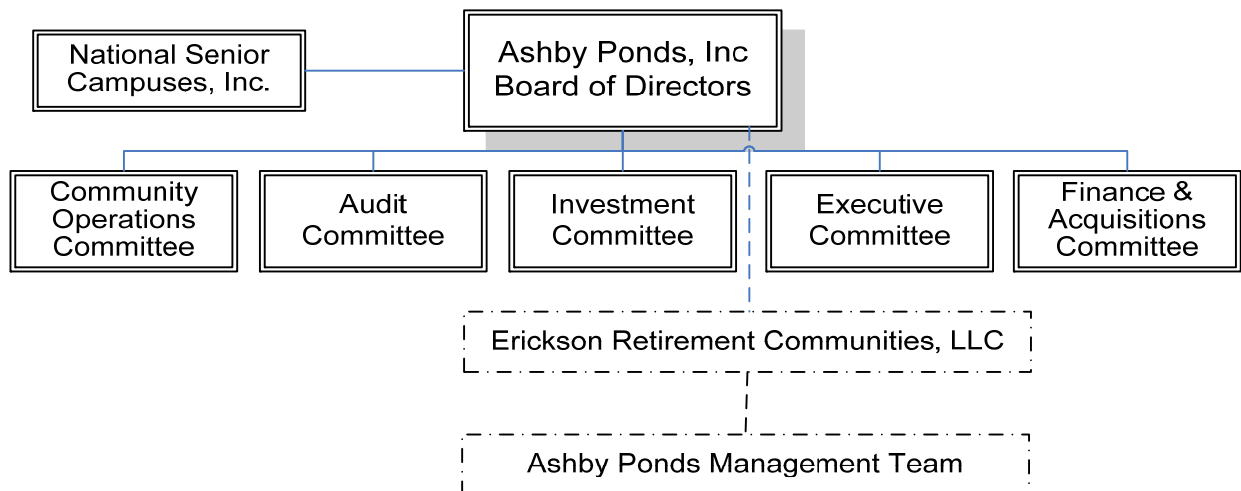 National Senior
Campuses, Inc.
Ashby Ponds, Inc
Board of Directors
Community
Operations
Committee
Audit
Committee
Investment
Committee
Executive
Committee
Finance &
Acquisitions
Committee
Erickson Retirement Communities, LLC
Ashby Ponds Management Team